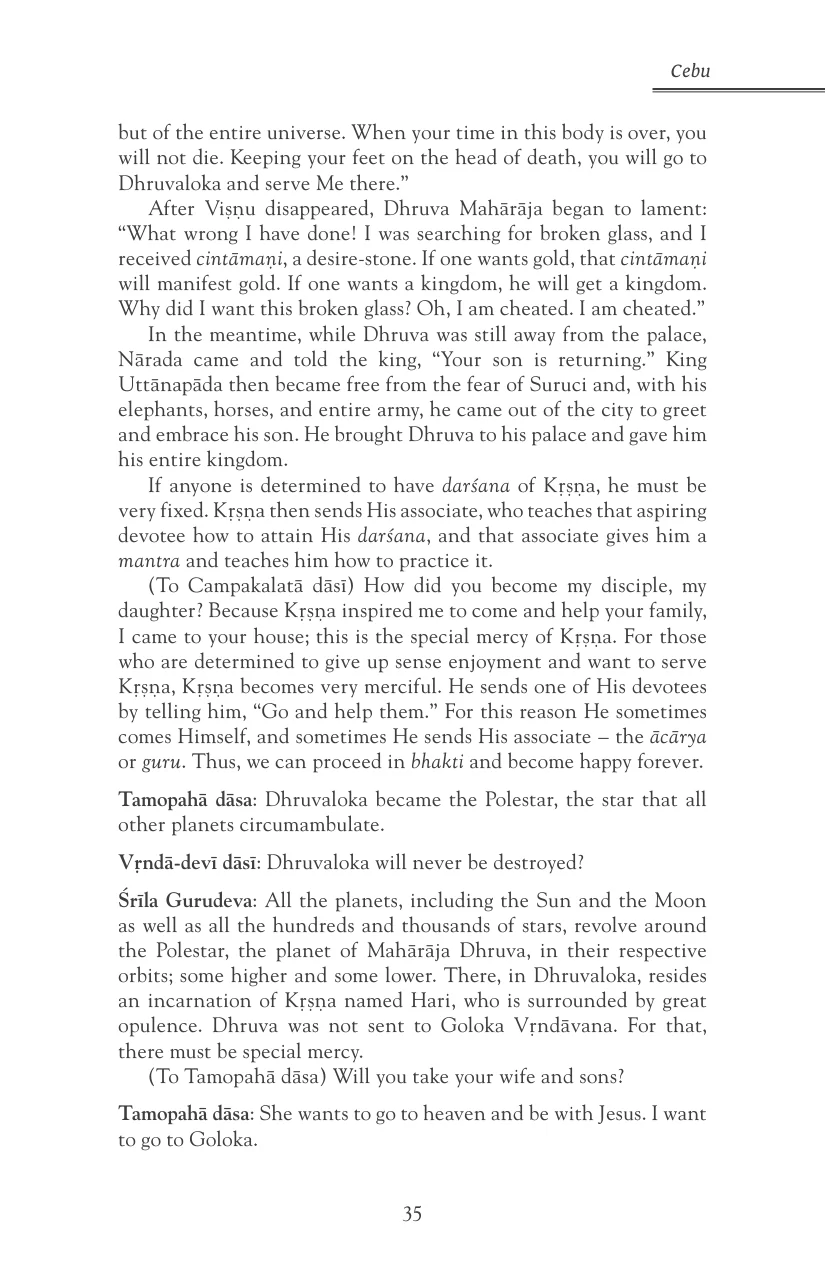 Cebu
but of the entire universe. When your time in this body is over, you
will not die. Keeping your feet on the head of death, you will go to
Dhruvaloka and serve Me there.”
After Viṣṇu disappeared, Dhruva Mahārāja began to lament:
“What wrong I have done! I was searching for broken glass, and I
received cintāmaṇi, a desire-stone. If one wants gold, that cintāmaṇi
will manifest gold. If one wants a kingdom, he will get a kingdom.
Why did I want this broken glass? Oh, I am cheated. I am cheated.”
In the meantime, while Dhruva was still away from the palace,
Nārada came and told the king, “Your son is returning.” King
Uttānapāda then became free from the fear of Suruci and, with his
elephants, horses, and entire army, he came out of the city to greet
and embrace his son. He brought Dhruva to his palace and gave him
his entire kingdom.
If anyone is determined to have darśana of Kṛṣṇa, he must be
very fixed. Kṛṣṇa then sends His associate, who teaches that aspiring
devotee how to attain His darśana, and that associate gives him a
mantra and teaches him how to practice it.
(To Campakalatā dāsī) How did you become my disciple, my
daughter? Because Kṛṣṇa inspired me to come and help your family,
I came to your house; this is the special mercy of Kṛṣṇa. For those
who are determined to give up sense enjoyment and want to serve
Kṛṣṇa, Kṛṣṇa becomes very merciful. He sends one of His devotees
by telling him, “Go and help them.” For this reason He sometimes
comes Himself, and sometimes He sends His associate – the ācārya
or guru. Thus, we can proceed in bhakti and become happy forever.
Tamopahā dāsa: Dhruvaloka became the Polestar, the star that all
other planets circumambulate.
Vṛndā-devī dāsī: Dhruvaloka will never be destroyed?
Śrīla Gurudeva: All the planets, including the Sun and the Moon
as well as all the hundreds and thousands of stars, revolve around
the Polestar, the planet of Mahārāja Dhruva, in their respective
orbits; some higher and some lower. There, in Dhruvaloka, resides
an incarnation of Kṛṣṇa named Hari, who is surrounded by great
opulence. Dhruva was not sent to Goloka Vṛndāvana. For that,
there must be special mercy.
(To Tamopahā dāsa) Will you take your wife and sons?
Tamopahā dāsa: She wants to go to heaven and be with Jesus. I want
to go to Goloka.
35